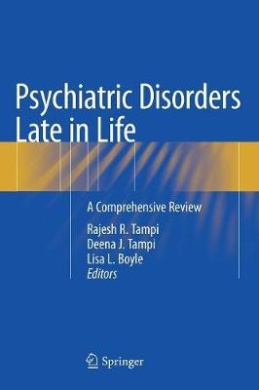 Psychiatric Disorders
Late in Life
A Comprehensive Review
Rajesh R. Tampi
Deena J. Tampi
Lisa L. Boyle
Editors
Springer